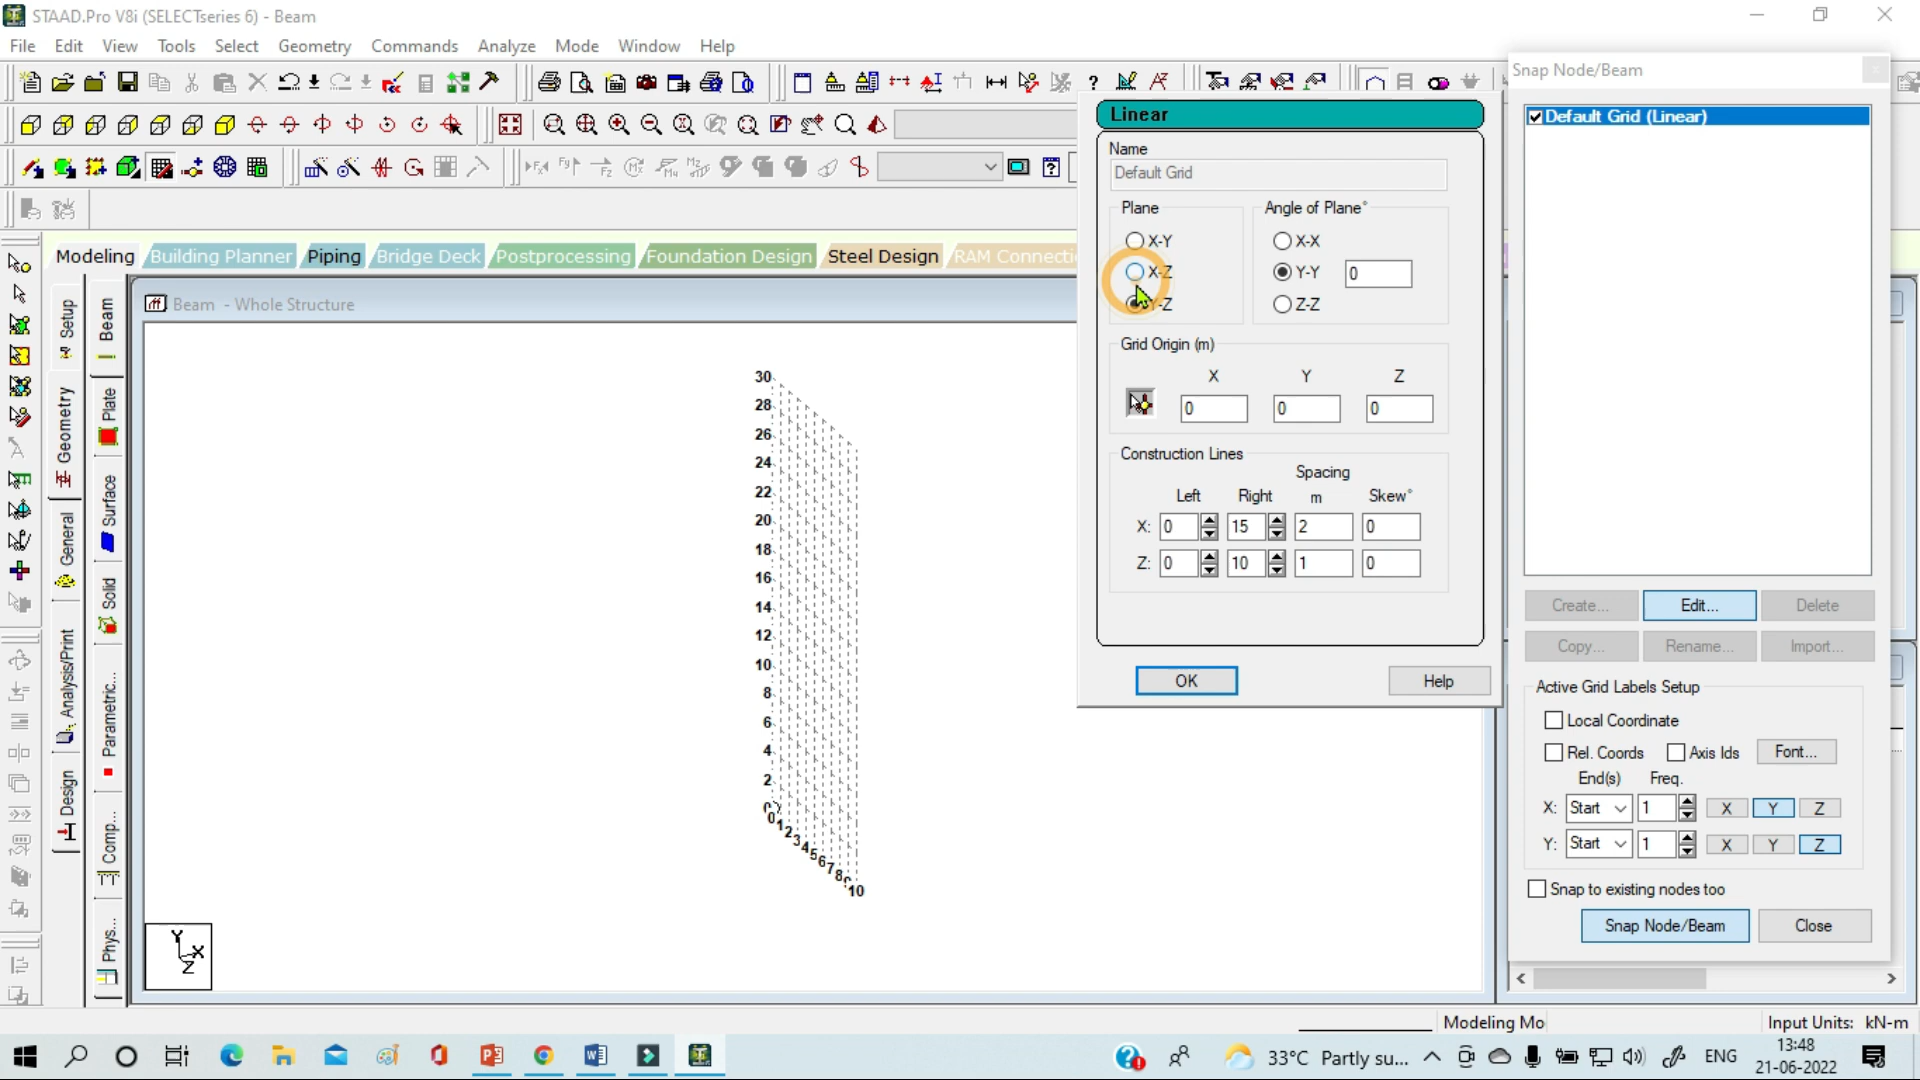 STAAD.Pro V8i (SELECTseries 6) - Beam
File Edit View Tools Select Geometry Commands Analyze Mode Window Help
Modeling Building Planner Piping Bridge Deck Postprocessing Foundation Design Steel Design RAM Connecti
Setup
Geometry
General
Analysis/Print
Design
Beam
Plate
Surface
Solid
Parametric...
Comp...
Phys...
Beam - Whole Structure
30
28
26
24
22
20
18
16
14
12
10
8
6
4
2
0
0
1
2
3
4
5
6
7
8
10
Y
X
Z
Linear
Name
Default Grid
Plane
X-Y
X-Z
Y-Z
Angle of Plane°
X-X
Y-Y 0
Z-Z
Grid Origin (m)
X Y Z
0 0 0
Construction Lines
Spacing
Left Right m Skew°
X: 0 15 2 0
Z: 0 10 1 0
OK Help
Snap Node/Beam
Default Grid (Linear)
Create... Edit... Delete
Copy... Rename... Import...
Active Grid Labels Setup
Local Coordinate
Rel. Coords Axis Ids Font...
End(s) Freq.
X: Start 1 X Y Z
Y: Start 1 X Y Z
Snap to existing nodes too
Snap Node/Beam Close
Modeling Mo Input Units: kN-m
33°C Partly su... ENG 13:48
21-06-2022